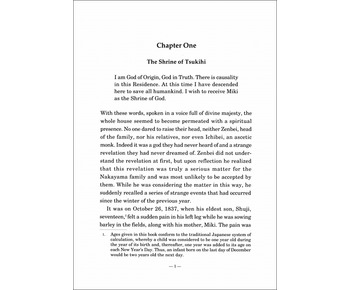 Chapter One
The Shrine of Tsukihi
I am God of Origin, God in Truth. There is causality
in this Residence. At this time I have descended
here to save all humankind. I wish to receive Miki
as the Shrine of God.
With these words, spoken in a voice full of divine majesty, the
whole house seemed to become permeated with a spiritual
presence. No one dared to raise their head, neither Zenbei, head
of the family, nor his relatives, nor even Ichibei, an ascetic
monk. Indeed it was a god they had never heard of and a strange
revelation they had never dreamed of. Zenbei did not under-
stand the revelation at first, but upon reflection he realized
that this revelation was truly a serious matter for the
Nakayama family and was most unlikely to be accepted by
them. While he was considering the matter in this way, he
suddenly recalled a series of strange events that had occurred
since the winter of the previous year.
It was on October 26, 1837, when his eldest son, Shuji,
seventeen,¹ felt a sudden pain in his left leg while he was sowing
barley in the fields, along with his mother, Miki. The pain was
1. Ages given in this book conform to the traditional Japanese system of
calculation, whereby a child was considered to be one year old during
the year of its birth and, thereafter, one year was added to its age on
each New Year's Day. Thus, an infant born on the last day of December
would be two years old the next day.
— 1 —